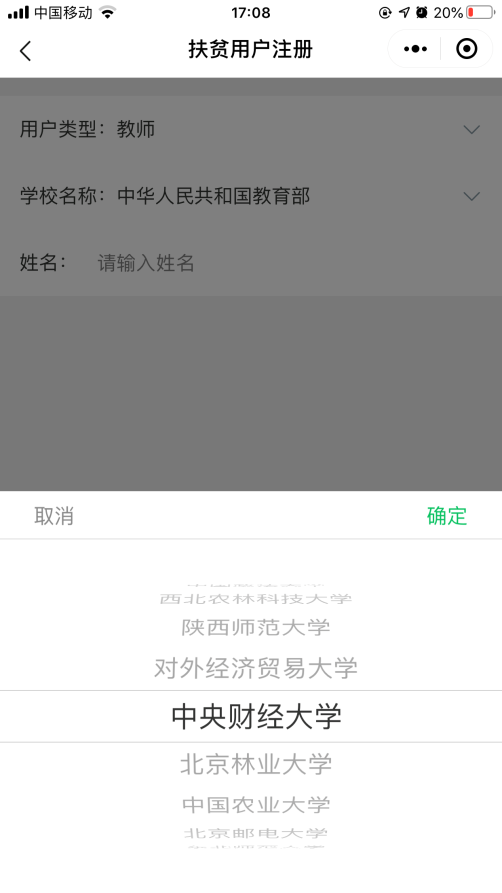 中国移动 17:08 20%
扶贫用户注册
用户类型：教师
学校名称：中华人民共和国教育部
姓名： 请输入姓名
取消 确定
西北农林科技大学
陕西师范大学
对外经济贸易大学
中央财经大学
北京林业大学
中国农业大学
北京邮电大学